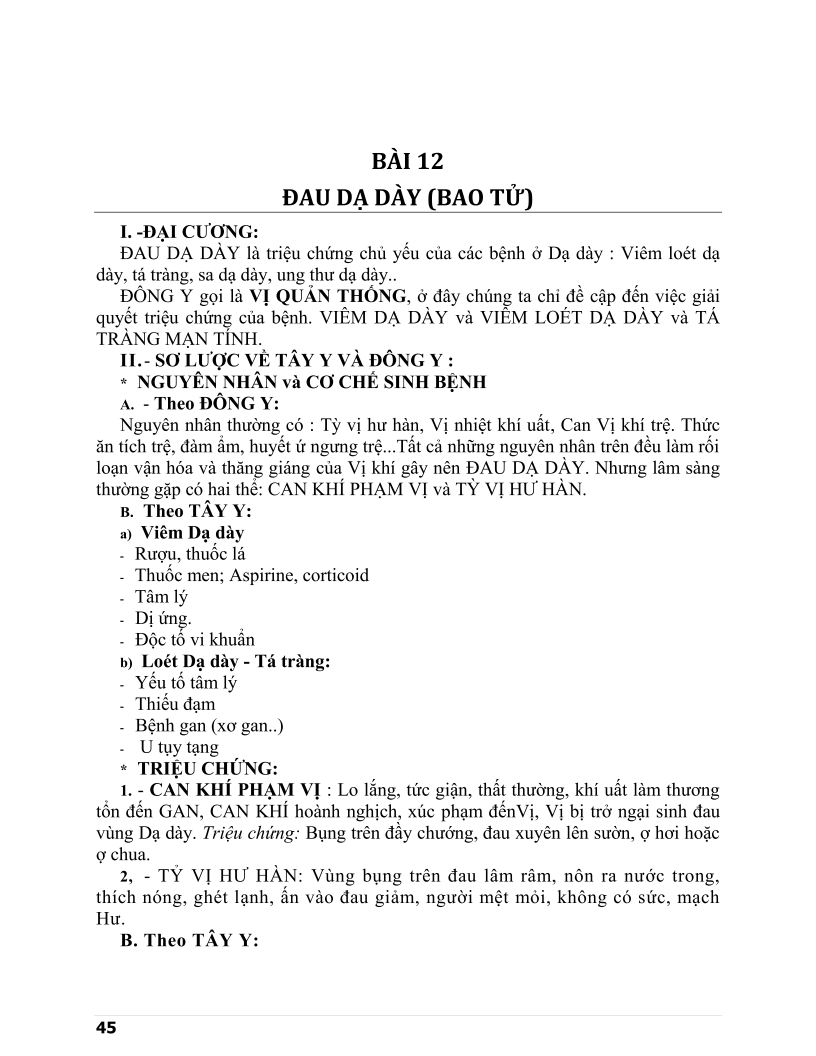 BÀI 12
ĐAU DẠ DÀY (BAO TỬ)
I. -ĐẠI CƯƠNG:
ĐAU DẠ DÀY là triệu chứng chủ yếu của các bệnh ở Dạ dày : Viêm loét dạ
dày, tá tràng, sa dạ dày, ung thư dạ dày..
ĐÔNG Y gọi là VỊ QUẢN THỐNG, ở đây chúng ta chỉ đề cập đến việc giải
quyết triệu chứng của bệnh. VIÊM DẠ DÀY và VIÊM LOÉT DẠ DÀY và TÁ
TRÀNG MẠN TÍNH.
II.- SƠ LƯỢC VỀ TÂY Y VÀ ĐÔNG Y :
* NGUYÊN NHÂN và CƠ CHẾ SINH BỆNH
A. - Theo ĐÔNG Y:
Nguyên nhân thường có : Tỳ vị hư hàn, Vị nhiệt khí uất, Can Vị khí trệ. Thức
ăn tích trệ, đàm ẩm, huyết ứ ngưng trệ...Tất cả những nguyên nhân trên đều làm rối
loạn vận hóa và thăng giáng của Vị khí gây nên ĐAU DẠ DÀY. Nhưng lâm sàng
thường gặp có hai thể: CAN KHÍ PHẠM VỊ và TỲ VỊ HƯ HÀN.
B. Theo TÂY Y:
a) Viêm Dạ dày
- Rượu, thuốc lá
- Thuốc men; Aspirine, corticoid
- Tâm lý
- Dị ứng.
- Độc tố vi khuẩn
b) Loét Dạ dày - Tá tràng:
- Yếu tố tâm lý
- Thiếu đạm
- Bệnh gan (xơ gan..)
- U tụy tạng
* TRIỆU CHỨNG:
1. - CAN KHÍ PHẠM VỊ : Lo lắng, tức giận, thất thường, khí uất làm thương
tổn đến GAN, CAN KHÍ hoành nghịch, xúc phạm đếnVị, Vị bị trở ngại sinh đau
vùng Dạ dày. Triệu chứng: Bụng trên đầy chướng, đau xuyên lên sườn, ợ hơi hoặc
ợ chua.
2, - TỶ VỊ HƯ HÀN: Vùng bụng trên đau lâm râm, nôn ra nước trong,
thích nóng, ghét lạnh, ấn vào đau giảm, người mệt mỏi, không có sức, mạch
Hư.
B. Theo TÂY Y:
45